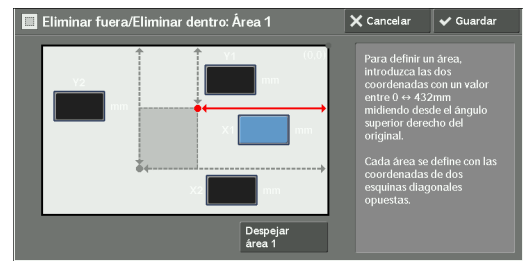 Eliminar fuera/Eliminar dentro: Área 1
Cancelar
Guardar
Y1
(0,0)
mm
Y2
mm
X1
mm
X2
mm
Despejar
área 1
Para definir un área,
introduzca las dos
coordenadas con un valor
entre 0 ↔ 432mm
midiendo desde el ángulo
superior derecho del
original.
Cada área se define con las
coordenadas de dos
esquinas diagonales
opuestas.